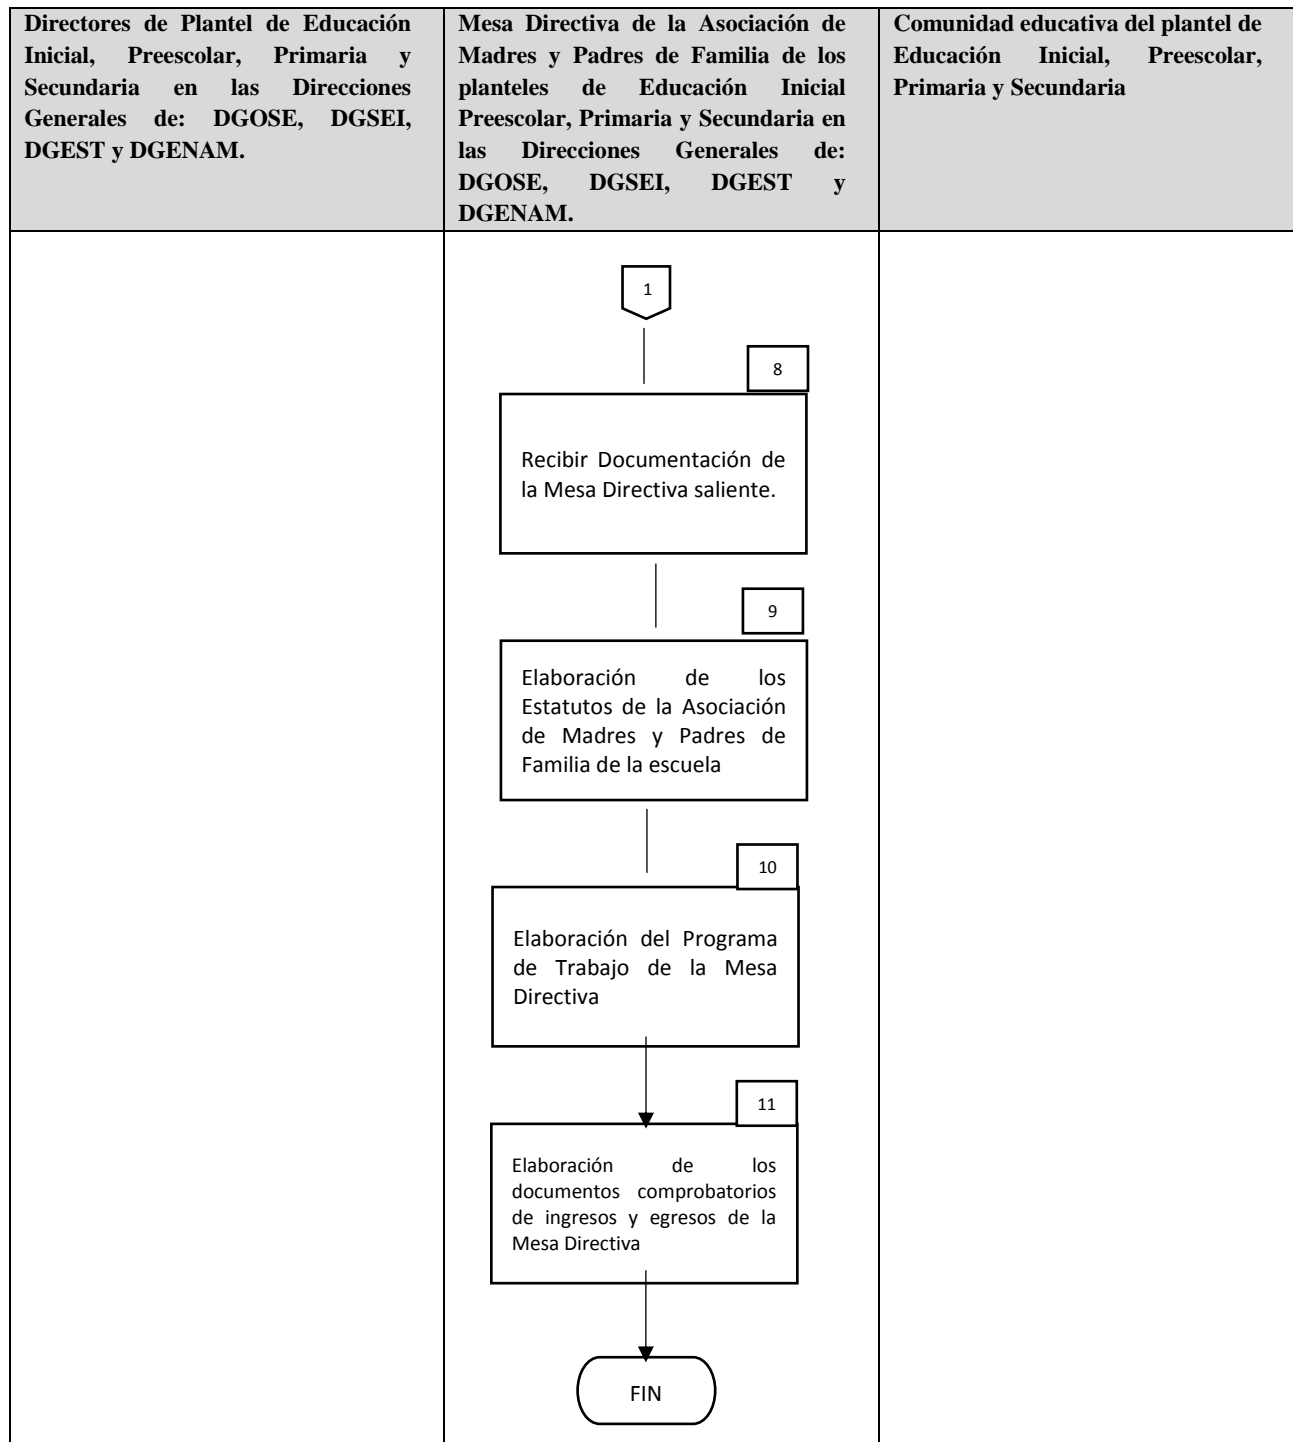 Directores de Plantel de Educación
Inicial, Preescolar, Primaria y
Secundaria en las Direcciones
Generales de: DGOSE, DGSEI,
DGEST y DGENAM.
Mesa Directiva de la Asociación de
Madres y Padres de Familia de los
planteles de Educación Inicial
Preescolar, Primaria y Secundaria en
las Direcciones Generales de:
DGOSE, DGSEI, DGEST y
DGENAM.
Comunidad educativa del plantel de
Educación Inicial, Preescolar,
Primaria y Secundaria
1
8
Recibir Documentación de
la Mesa Directiva saliente.
9
Elaboración de los
Estatutos de la Asociación
de Madres y Padres de
Familia de la escuela
10
Elaboración del Programa
de Trabajo de la Mesa
Directiva
11
Elaboración de los
documentos comprobatorios
de ingresos y egresos de la
Mesa Directiva
FIN